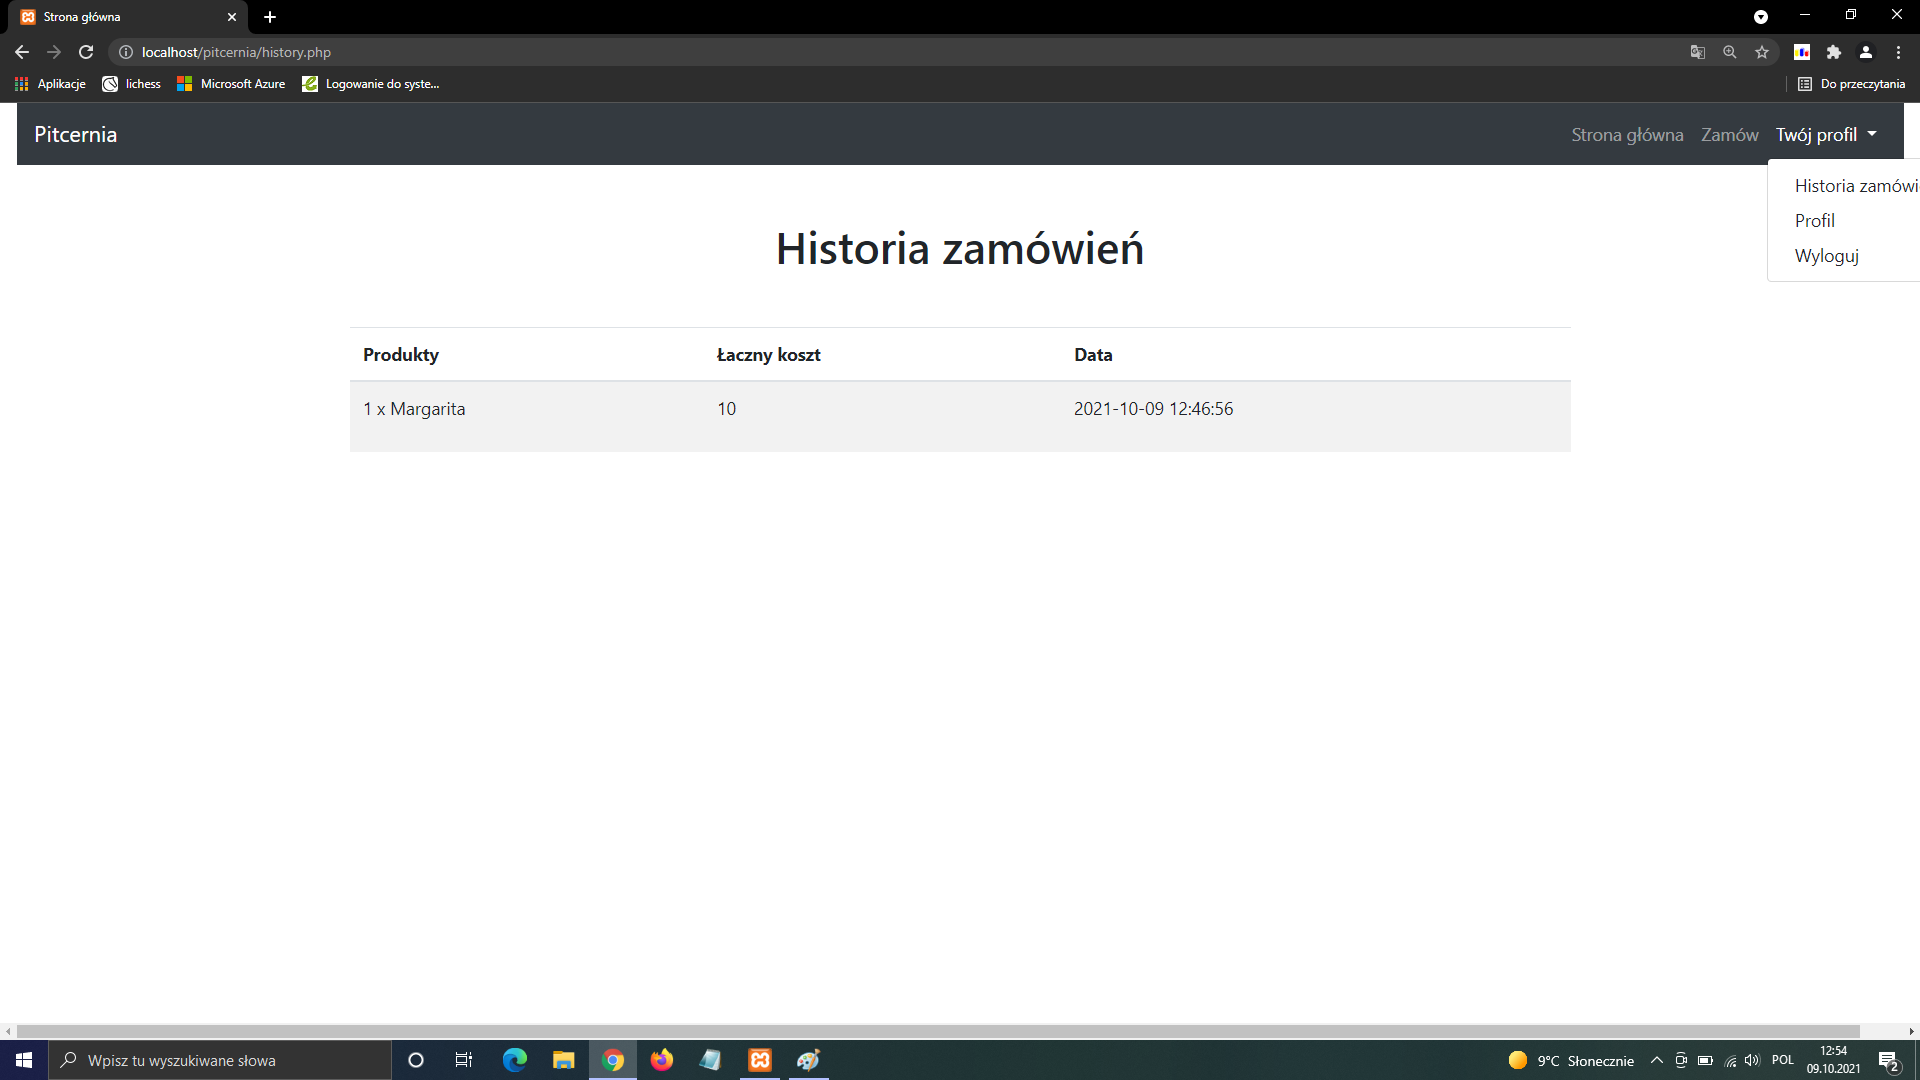 Strona główna
localhost/pitcernia/history.php
Aplikacje lichess Microsoft Azure Logowanie do syste... Do przeczytania
Pitcernia Strona główna Zamów Twój profil
Historia zamówi
Profil
Wyloguj
Historia zamówień
Produkty Łaczny koszt Data
1 x Margarita 10 2021-10-09 12:46:56
Wpisz tu wyszukiwane słowa 9°C Słonecznie POL 12:54
09.10.2021 2